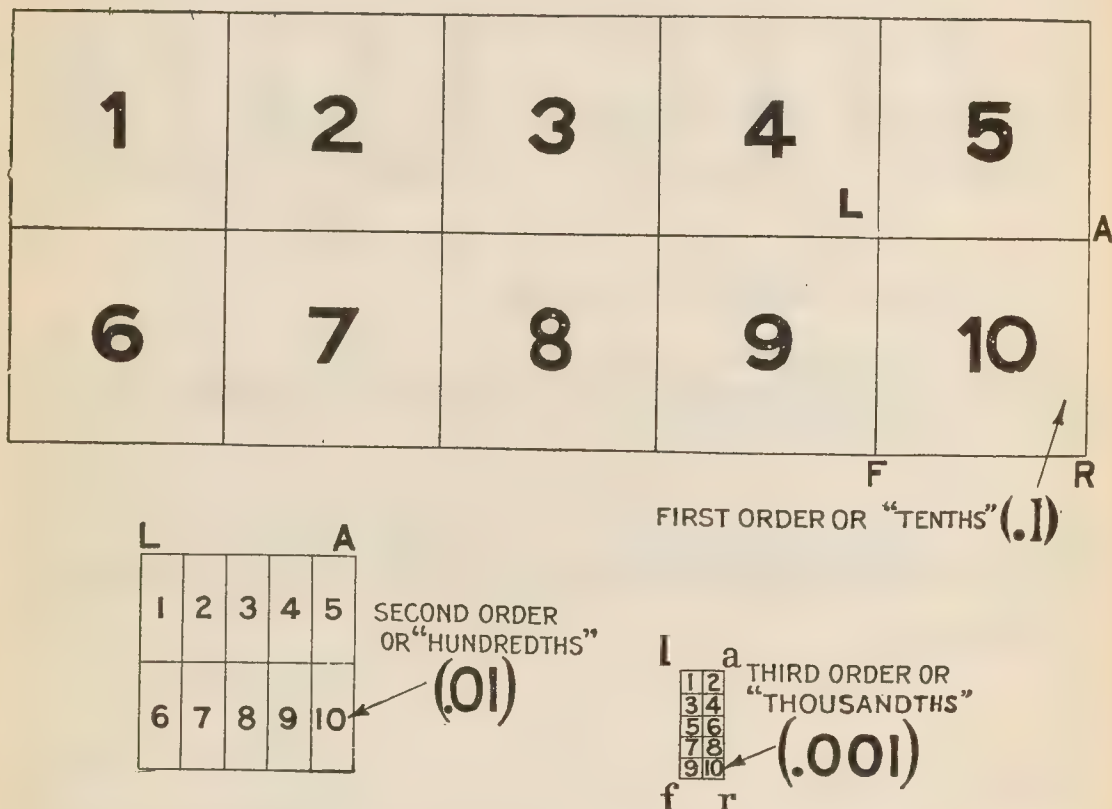 1 2 3 4 5
L
A
6 7 8 9 10
F R
FIRST ORDER OR "TENTHS" (.1)
L A
1 2 3 4 5
6 7 8 9 10
SECOND ORDER
OR "HUNDREDTHS"
(.01)
l a
1 2
3 4
5 6
7 8
9 10
f r
THIRD ORDER OR
"THOUSANDTHS"
(.001)